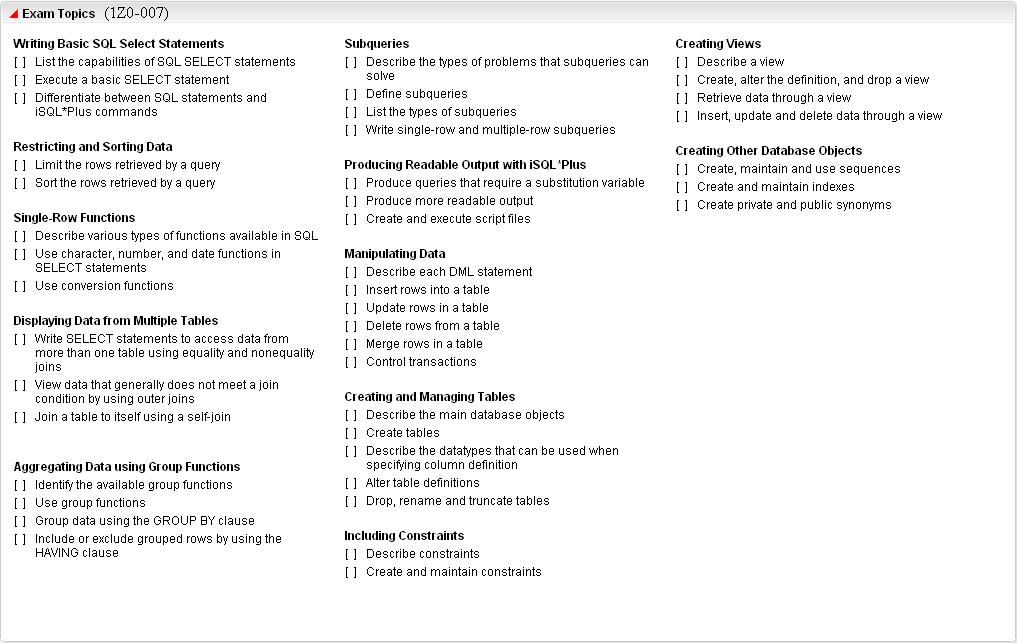 Exam Topics (1Z0-007)
Writing Basic SQL Select Statements
[ ] List the capabilities of SQL SELECT statements
[ ] Execute a basic SELECT statement
[ ] Differentiate between SQL statements and
iSQL*Plus commands
Restricting and Sorting Data
[ ] Limit the rows retrieved by a query
[ ] Sort the rows retrieved by a query
Single-Row Functions
[ ] Describe various types of functions available in SQL
[ ] Use character, number, and date functions in
SELECT statements
[ ] Use conversion functions
Displaying Data from Multiple Tables
[ ] Write SELECT statements to access data from
more than one table using equality and nonequality
joins
[ ] View data that generally does not meet a join
condition by using outer joins
[ ] Join a table to itself using a self-join
Aggregating Data using Group Functions
[ ] Identify the available group functions
[ ] Use group functions
[ ] Group data using the GROUP BY clause
[ ] Include or exclude grouped rows by using the
HAVING clause
Subqueries
[ ] Describe the types of problems that subqueries can
solve
[ ] Define subqueries
[ ] List the types of subqueries
[ ] Write single-row and multiple-row subqueries
Producing Readable Output with iSQL*Plus
[ ] Produce queries that require a substitution variable
[ ] Produce more readable output
[ ] Create and execute script files
Manipulating Data
[ ] Describe each DML statement
[ ] Insert rows into a table
[ ] Update rows in a table
[ ] Delete rows from a table
[ ] Merge rows in a table
[ ] Control transactions
Creating and Managing Tables
[ ] Describe the main database objects
[ ] Create tables
[ ] Describe the datatypes that can be used when
specifying column definition
[ ] Alter table definitions
[ ] Drop, rename and truncate tables
Including Constraints
[ ] Describe constraints
[ ] Create and maintain constraints
Creating Views
[ ] Describe a view
[ ] Create, alter the definition, and drop a view
[ ] Retrieve data through a view
[ ] Insert, update and delete data through a view
Creating Other Database Objects
[ ] Create, maintain and use sequences
[ ] Create and maintain indexes
[ ] Create private and public synonyms